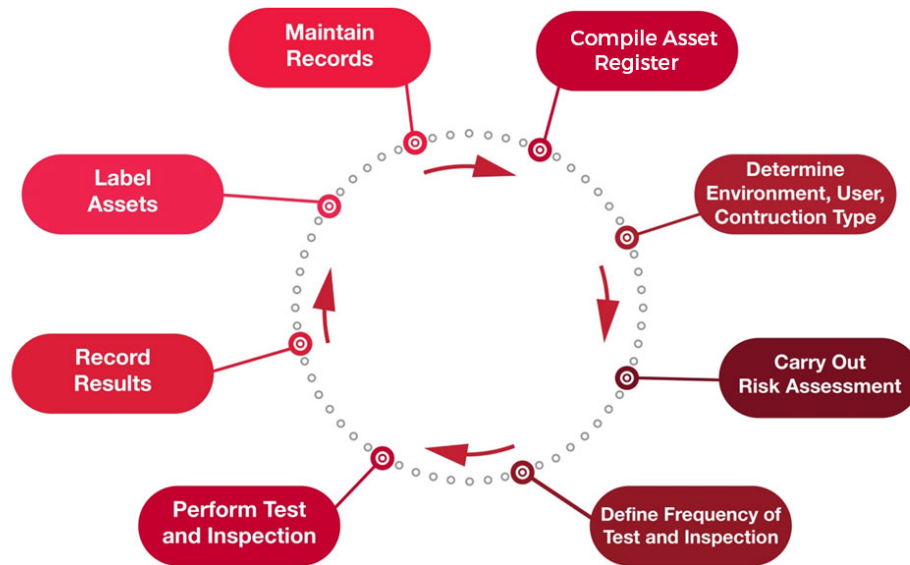 Maintain
Records
Compile Asset
Register
Label
Assets
Determine
Environment, User,
Contruction Type
Record
Results
Carry Out
Risk Assessment
Perform Test
and Inspection
Define Frequency of
Test and Inspection